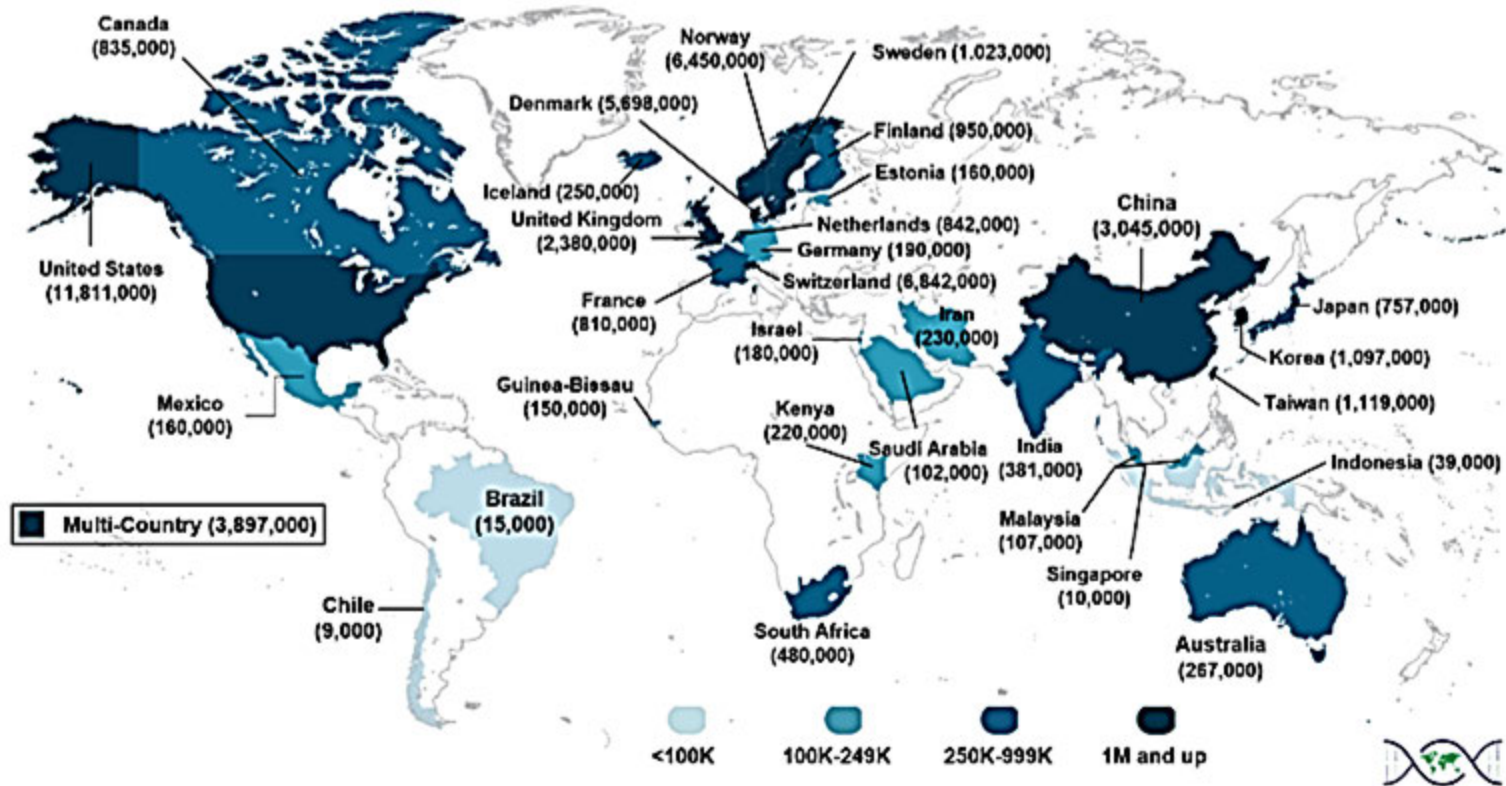 Canada
(835,000)
Norway
(6,450,000)
Sweden (1.023,000)
Denmark (5,698,000)
Finland (950,000)
Iceland (250,000)
Estonia (160,000)
United Kingdom
(2,380,000)
Netherlands (842,000)
Germany (190,000)
Switzerland (6,842,000)
China
(3,045,000)
United States
(11,811,000)
France
(810,000)
Israel
(180,000)
Iran
(230,000)
Japan (757,000)
Korea (1,097,000)
Taiwan (1,119,000)
Mexico
(160,000)
Guinea-Bissau
(150,000)
Kenya
(220,000)
Saudi Arabia
(102,000)
India
(381,000)
Indonesia (39,000)
Brazil
(15,000)
Multi-Country (3,897,000)
Malaysia
(107,000)
Singapore
(10,000)
Chile
(9,000)
South Africa
(480,000)
Australia
(267,000)
<100K
100K-249K
250K-999K
1M and up